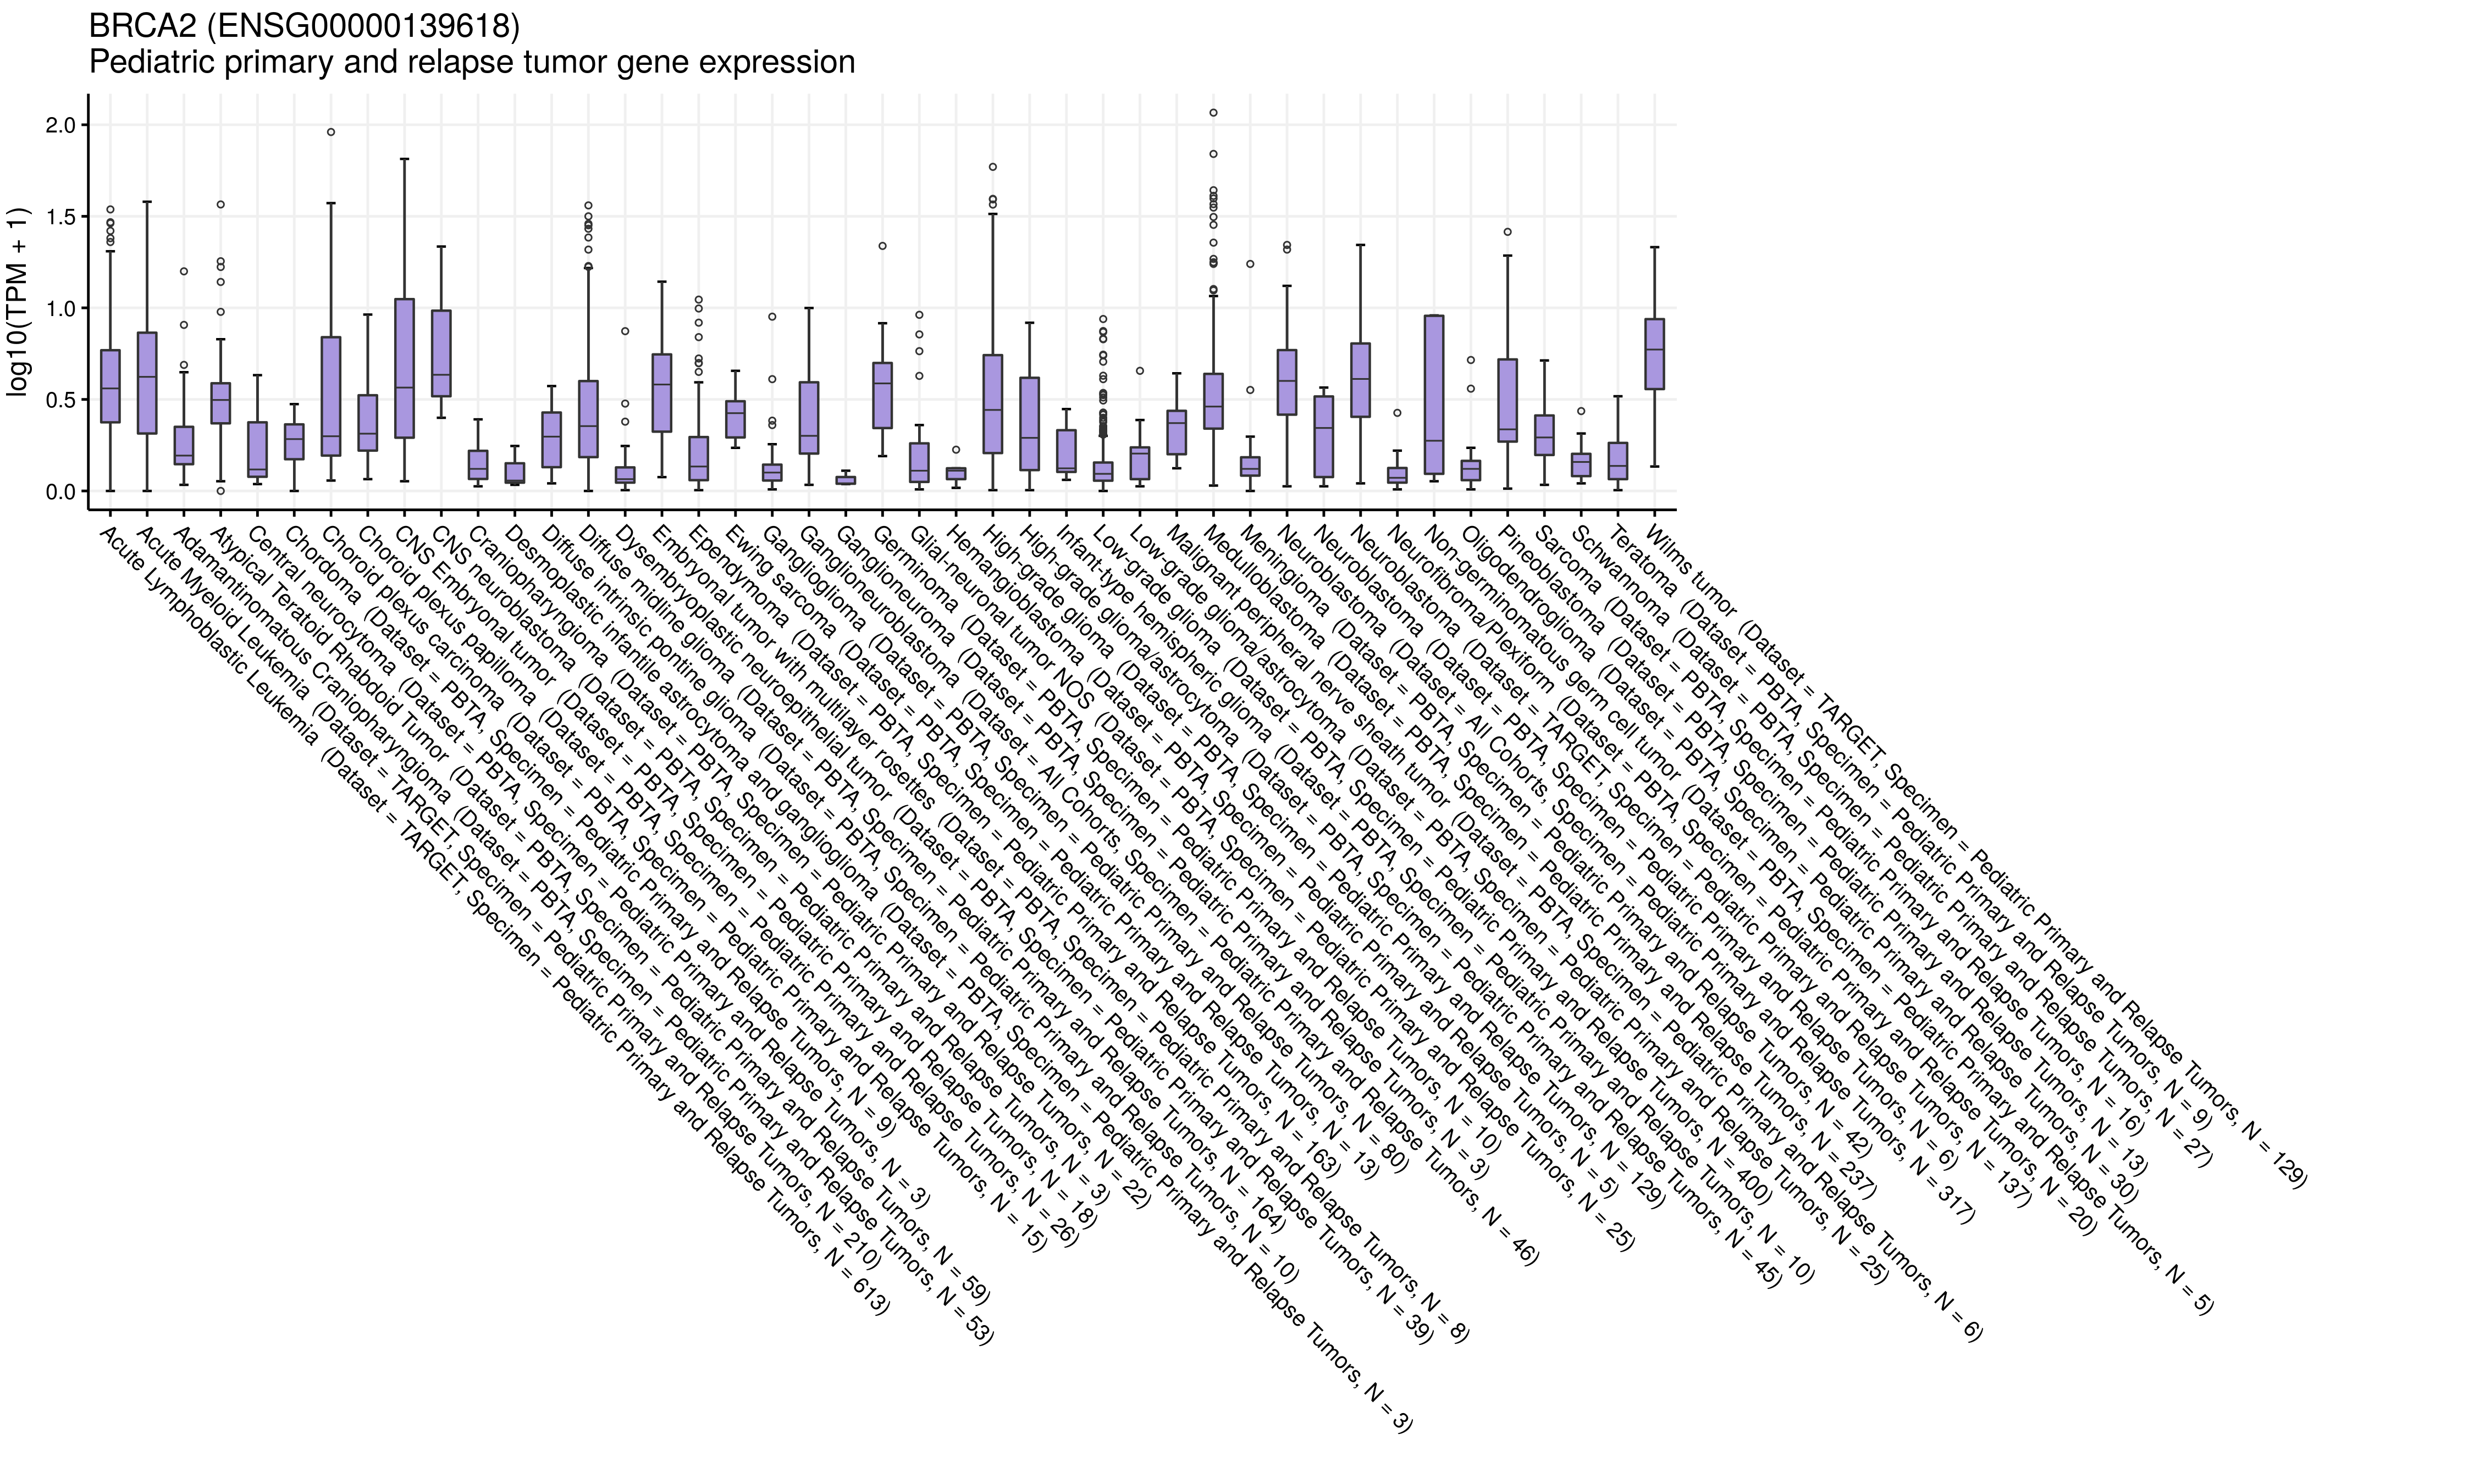 BRCA2 (ENSG00000139618)
Pediatric primary and relapse tumor gene expression
log10(TPM + 1)
2.0
1.5
1.0
0.5
0.0
Acute Lymphoblastic Leukemia  (Dataset = TARGET, Specimen = Pediatric Primary and Relapse Tumors, N = 613)
Acute Myeloid Leukemia  (Dataset = TARGET, Specimen = Pediatric Primary and Relapse Tumors, N = 210)
Adamantinomatous Craniopharyngioma  (Dataset = PBTA, Specimen = Pediatric Primary and Relapse Tumors, N = 53)
Atypical Teratoid Rhabdoid Tumor  (Dataset = PBTA, Specimen = Pediatric Primary and Relapse Tumors, N = 59)
Central neurocytoma  (Dataset = PBTA, Specimen = Pediatric Primary and Relapse Tumors, N = 3)
Chordoma  (Dataset = PBTA, Specimen = Pediatric Primary and Relapse Tumors, N = 9)
Choroid plexus carcinoma  (Dataset = PBTA, Specimen = Pediatric Primary and Relapse Tumors, N = 15)
Choroid plexus papilloma  (Dataset = PBTA, Specimen = Pediatric Primary and Relapse Tumors, N = 26)
CNS Embryonal tumor  (Dataset = PBTA, Specimen = Pediatric Primary and Relapse Tumors, N = 18)
CNS neuroblastoma  (Dataset = PBTA, Specimen = Pediatric Primary and Relapse Tumors, N = 3)
Craniopharyngioma  (Dataset = PBTA, Specimen = Pediatric Primary and Relapse Tumors, N = 22)
Desmoplastic infantile astrocytoma and ganglioglioma  (Dataset = PBTA, Specimen = Pediatric Primary and Relapse Tumors, N = 3)
Diffuse intrinsic pontine glioma  (Dataset = PBTA, Specimen = Pediatric Primary and Relapse Tumors, N = 10)
Diffuse midline glioma  (Dataset = PBTA, Specimen = Pediatric Primary and Relapse Tumors, N = 164)
Dysembryoplastic neuroepithelial tumor  (Dataset = PBTA, Specimen = Pediatric Primary and Relapse Tumors, N = 39)
Embryonal tumor with multilayer rosettes  (Dataset = PBTA, Specimen = Pediatric Primary and Relapse Tumors, N = 8)
Ependymoma  (Dataset = PBTA, Specimen = Pediatric Primary and Relapse Tumors, N = 163)
Ewing sarcoma  (Dataset = PBTA, Specimen = Pediatric Primary and Relapse Tumors, N = 13)
Ganglioglioma  (Dataset = PBTA, Specimen = Pediatric Primary and Relapse Tumors, N = 80)
Ganglioneuroblastoma  (Dataset = All Cohorts, Specimen = Pediatric Primary and Relapse Tumors, N = 46)
Ganglioneuroma  (Dataset = PBTA, Specimen = Pediatric Primary and Relapse Tumors, N = 3)
Germinoma  (Dataset = PBTA, Specimen = Pediatric Primary and Relapse Tumors, N = 10)
Glial-neuronal tumor NOS  (Dataset = PBTA, Specimen = Pediatric Primary and Relapse Tumors, N = 25)
Hemangioblastoma  (Dataset = PBTA, Specimen = Pediatric Primary and Relapse Tumors, N = 5)
High-grade glioma  (Dataset = PBTA, Specimen = Pediatric Primary and Relapse Tumors, N = 129)
High-grade glioma/astrocytoma  (Dataset = PBTA, Specimen = Pediatric Primary and Relapse Tumors, N = 45)
Infant-type hemispheric glioma  (Dataset = PBTA, Specimen = Pediatric Primary and Relapse Tumors, N = 10)
Low-grade glioma  (Dataset = PBTA, Specimen = Pediatric Primary and Relapse Tumors, N = 400)
Low-grade glioma/astrocytoma  (Dataset = PBTA, Specimen = Pediatric Primary and Relapse Tumors, N = 25)
Malignant peripheral nerve sheath tumor  (Dataset = PBTA, Specimen = Pediatric Primary and Relapse Tumors, N = 6)
Medulloblastoma  (Dataset = PBTA, Specimen = Pediatric Primary and Relapse Tumors, N = 237)
Meningioma  (Dataset = PBTA, Specimen = Pediatric Primary and Relapse Tumors, N = 42)
Neuroblastoma  (Dataset = All Cohorts, Specimen = Pediatric Primary and Relapse Tumors, N = 317)
Neuroblastoma  (Dataset = PBTA, Specimen = Pediatric Primary and Relapse Tumors, N = 6)
Neuroblastoma  (Dataset = TARGET, Specimen = Pediatric Primary and Relapse Tumors, N = 137)
Neurofibroma/Plexiform  (Dataset = PBTA, Specimen = Pediatric Primary and Relapse Tumors, N = 20)
Non-germinomatous germ cell tumor  (Dataset = PBTA, Specimen = Pediatric Primary and Relapse Tumors, N = 5)
Oligodendroglioma  (Dataset = PBTA, Specimen = Pediatric Primary and Relapse Tumors, N = 30)
Pineoblastoma  (Dataset = PBTA, Specimen = Pediatric Primary and Relapse Tumors, N = 13)
Sarcoma  (Dataset = PBTA, Specimen = Pediatric Primary and Relapse Tumors, N = 16)
Schwannoma  (Dataset = PBTA, Specimen = Pediatric Primary and Relapse Tumors, N = 27)
Teratoma  (Dataset = PBTA, Specimen = Pediatric Primary and Relapse Tumors, N = 9)
Wilms tumor  (Dataset = TARGET, Specimen = Pediatric Primary and Relapse Tumors, N = 129)